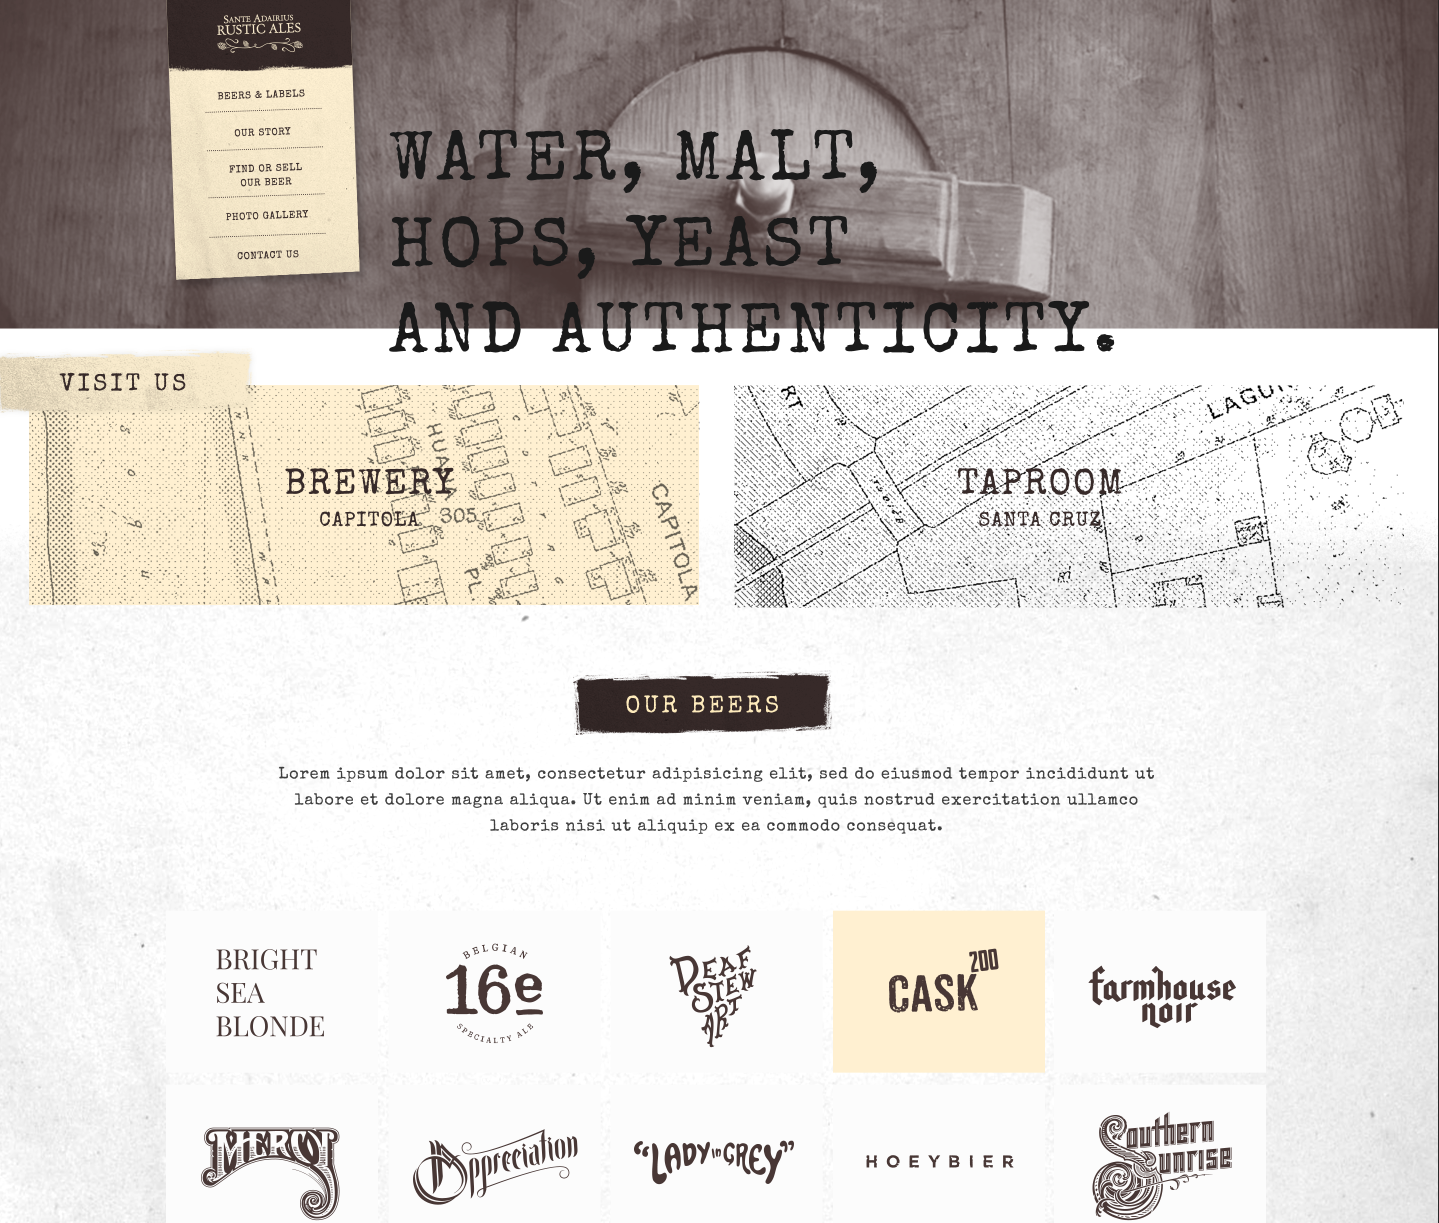 SANTE ADAIRIUS
RUSTIC ALES
BEERS & LABELS
OUR STORY
FIND OR SELL
OUR BEER
PHOTO GALLERY
CONTACT US
WATER, MALT,
HOPS, YEAST
AND AUTHENTICITY.
VISIT US
BREWERY
CAPITOLA
305
PL.
CAPITOLA
RT
TAPROOM
SANTA CRUZ
OUR BEERS
Lorem ipsum dolor sit amet, consectetur adipisicing elit, sed do eiusmod tempor incididunt ut
labore et dolore magna aliqua. Ut enim ad minim veniam, quis nostrud exercitation ullamco
laboris nisi ut aliquip ex ea commodo consequat.
BRIGHT
SEA
BLONDE
BELGIAN
16e
SPECIALTY ALE
DEAF
STEW
ART
CASK 200
farmhouse
noir
MERCY
Appreciation
“LADY in GREY”
HOEYBIER
Southern
Sunrise